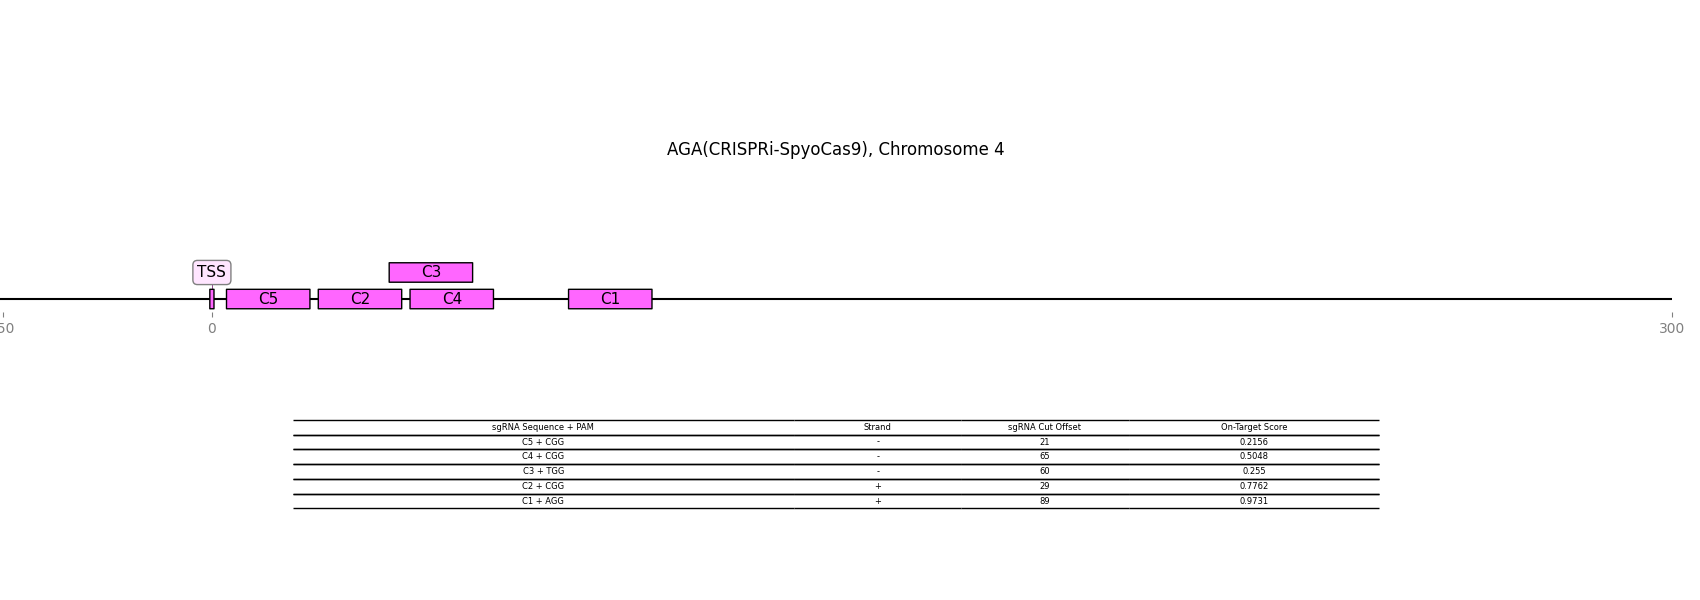 AGA(CRISPRi-SpyoCas9), Chromosome 4
TSS
C3
C5 C2 C4 C1
50 0 300
sgRNA Sequence + PAM Strand sgRNA Cut Offset On-Target Score
C5 + CGG - 21 0.2156
C4 + CGG - 65 0.5048
C3 + TGG - 60 0.255
C2 + CGG + 29 0.7762
C1 + AGG + 89 0.9731